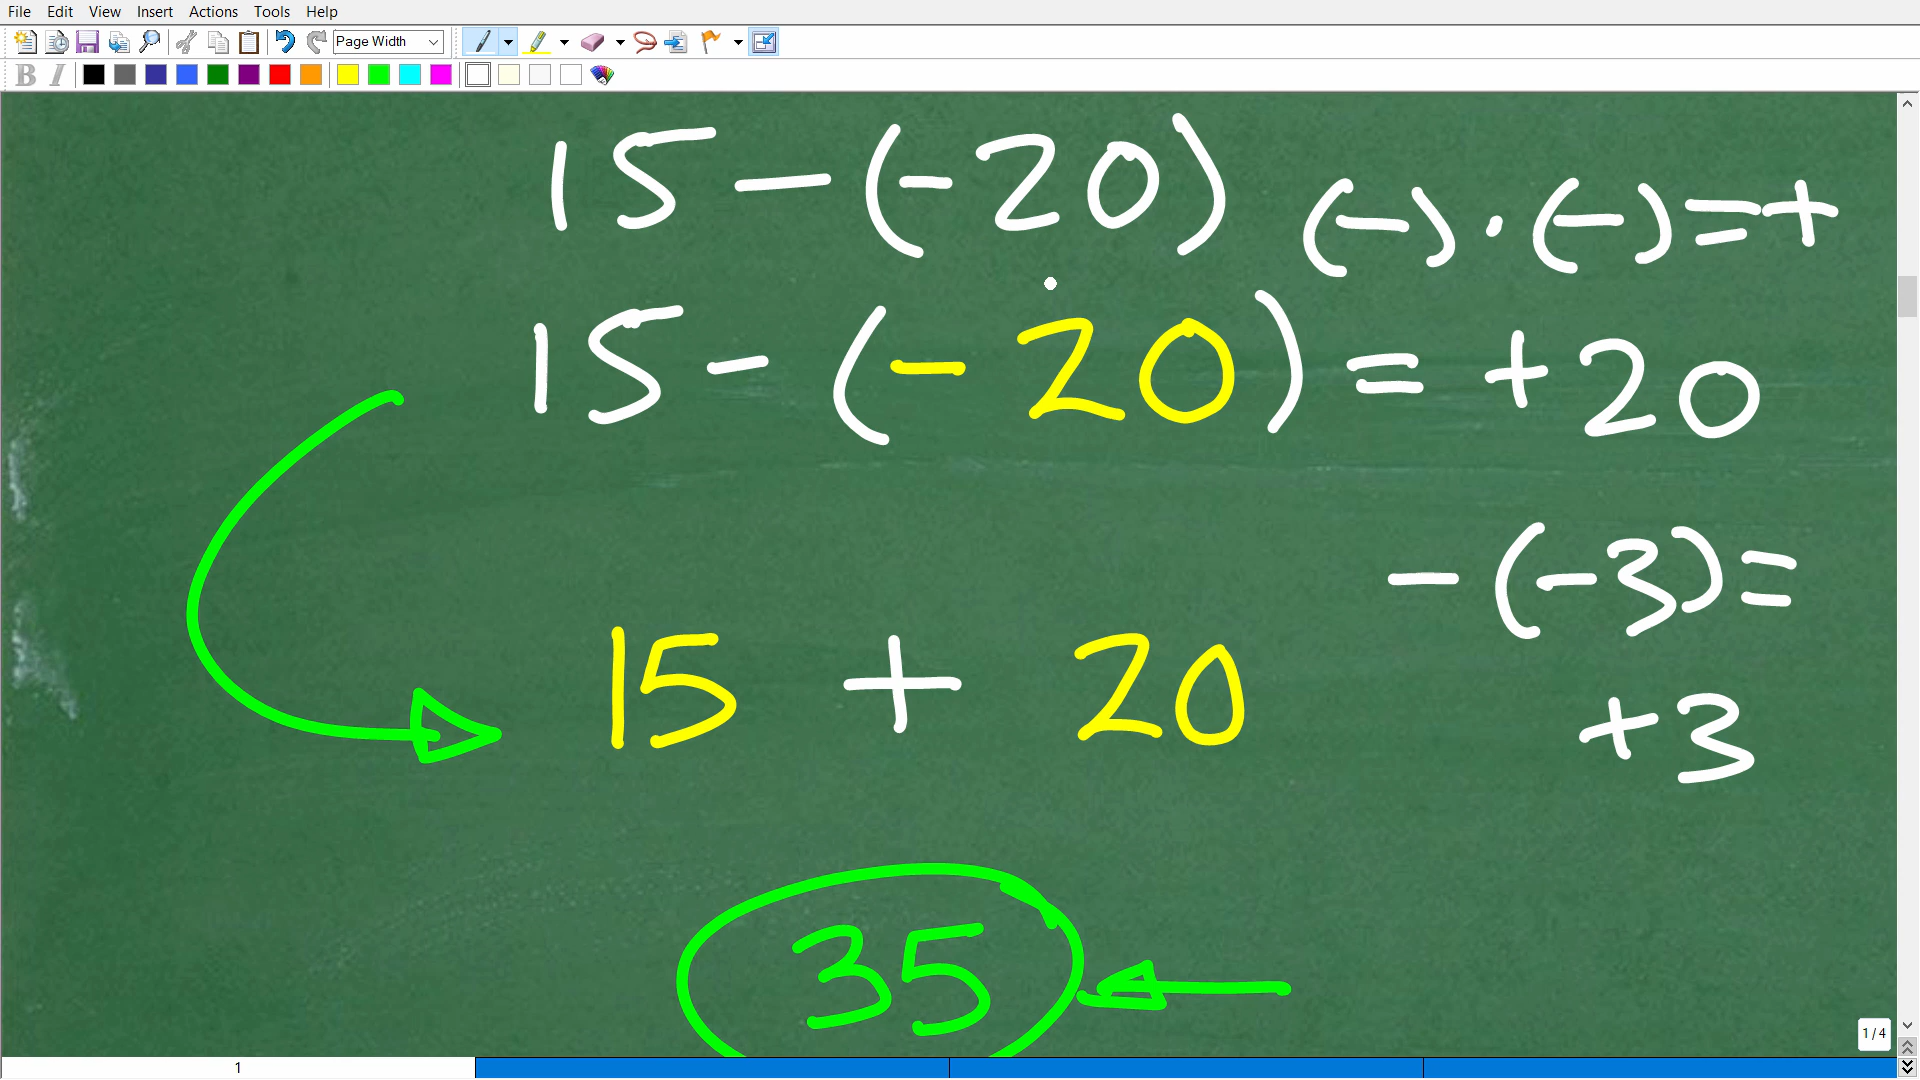 File Edit View Insert Actions Tools Help
Page Width
B I
15 - (-20)
(-) · (-) = +
15 - (-20) = +20
- (-3) =
+3
15 + 20
35
1 / 4
1